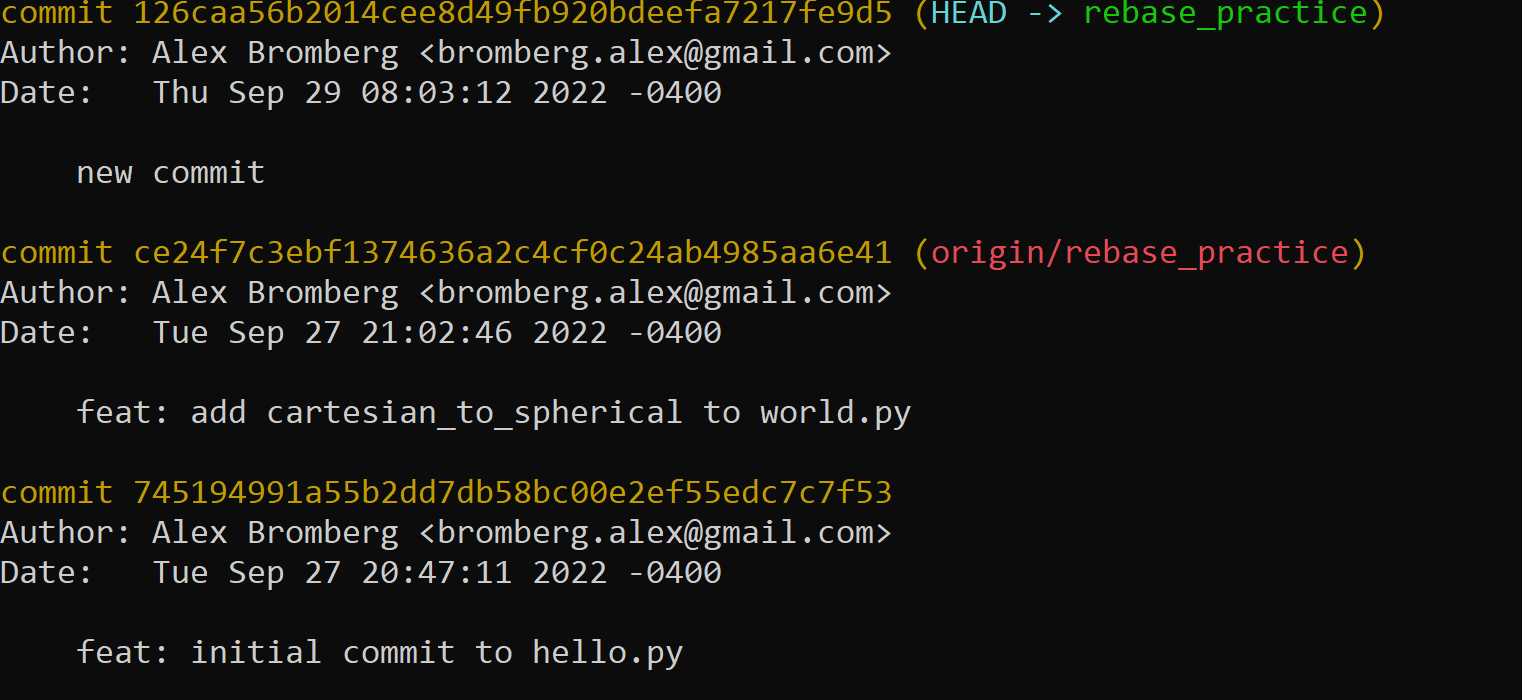 commit 126caa56b2014cee8d49fb920bdeefa7217fe9d5 (HEAD -> rebase_practice)
Author: Alex Bromberg <bromberg.alex@gmail.com>
Date:   Thu Sep 29 08:03:12 2022 -0400
new commit
commit ce24f7c3ebf1374636a2c4cf0c24ab4985aa6e41 (origin/rebase_practice)
Author: Alex Bromberg <bromberg.alex@gmail.com>
Date:   Tue Sep 27 21:02:46 2022 -0400
feat: add cartesian_to_spherical to world.py
commit 745194991a55b2dd7db58bc00e2ef55edc7c7f53
Author: Alex Bromberg <bromberg.alex@gmail.com>
Date:   Tue Sep 27 20:47:11 2022 -0400
feat: initial commit to hello.py